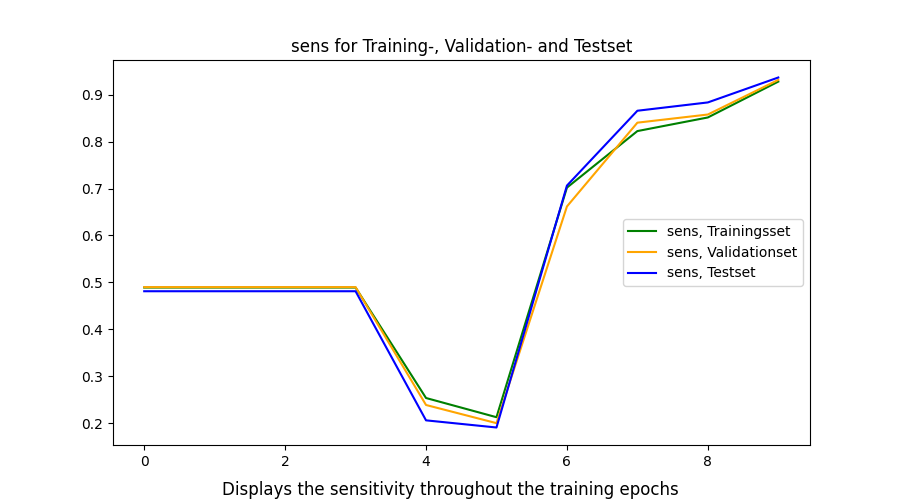 sens for Training-, Validation- and Testset
0.9
0.8
0.7
0.6
0.5
0.4
0.3
0.2
sens, Trainingsset
sens, Validationset
sens, Testset
0 2 4 6 8
Displays the sensitivity throughout the training epochs